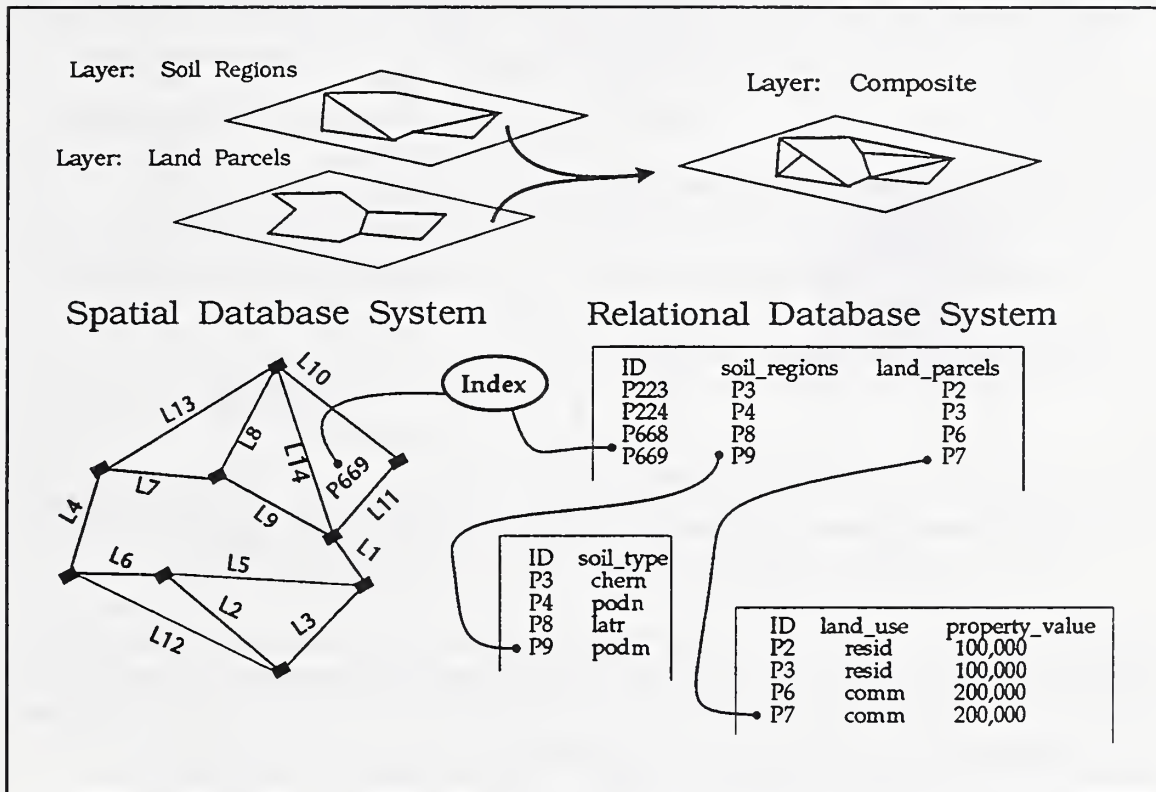 Layer: Soil Regions
Layer: Composite
Layer: Land Parcels
Spatial Database System
Relational Database System
L10
L13
L8
L14
P669
L7
L4
L9
L11
L1
L6
L5
L2
L3
L12
Index
ID soil_regions land_parcels
P223 P3 P2
P224 P4 P3
P668 P8 P6
P669 P9 P7
ID soil_type
P3 chern
P4 podn
P8 latr
P9 podm
ID land_use property_value
P2 resid 100,000
P3 resid 100,000
P6 comm 200,000
P7 comm 200,000